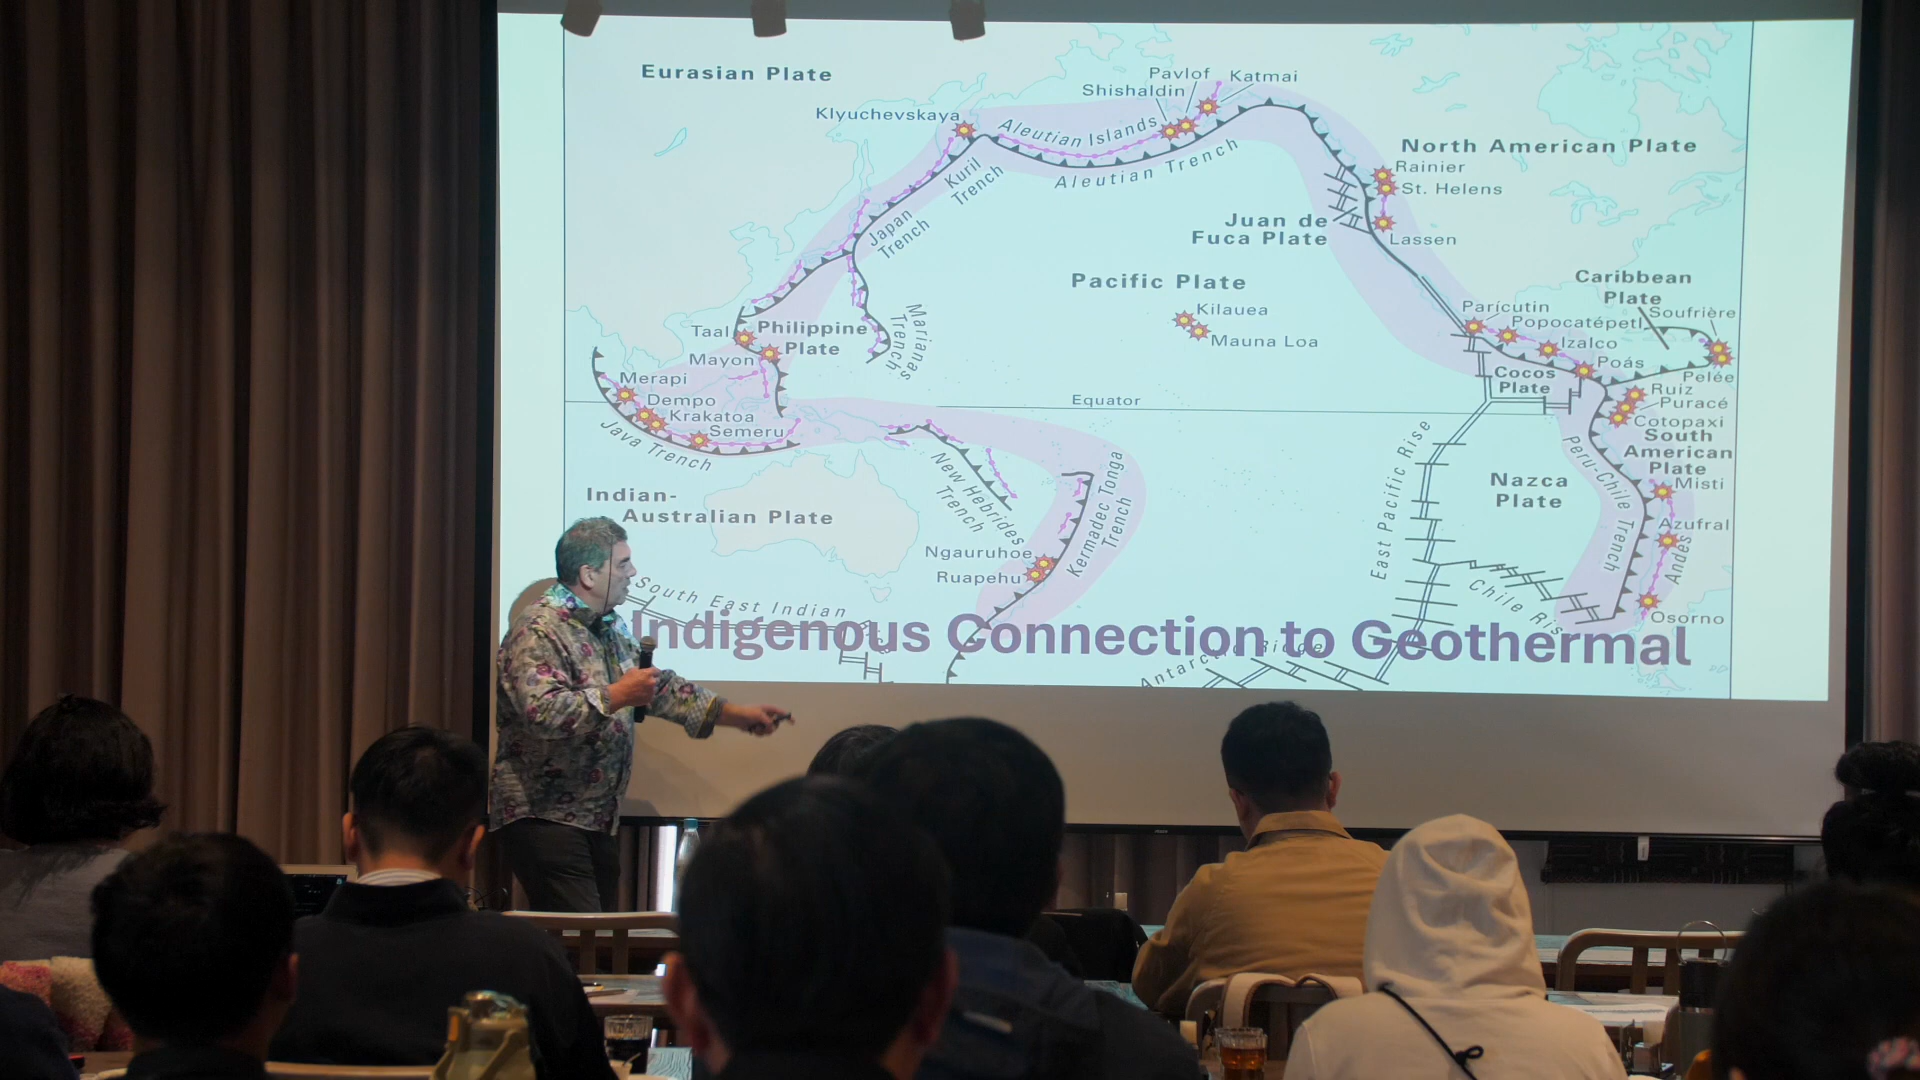 Eurasian Plate
Pavlof
Katmai
Shishaldin
Klyuchevskaya
Aleutian Islands
Aleutian Trench
Kuril
Trench
Japan
Trench
North American Plate
Rainier
St. Helens
Lassen
Juan de
Fuca Plate
Pacific Plate
Kilauea
Mauna Loa
Caribbean
Plate
Soufrière
Parícutin
Popocatépetl
Izalco
Poás
Pelée
Cocos
Plate
Ruiz
Puracé
Cotopaxi
South
American
Plate
Misti
Azufral
Andes
Osorno
Taal
Philippine
Plate
Mayon
Marianas
Trench
Merapi
Dempo
Krakatoa
Semeru
Java Trench
Equator
New Hebrides
Trench
Kermadec Tonga
Trench
East Pacific Rise
Nazca
Plate
Peru-Chile Trench
Indian-
Australian Plate
Ngauruhoe
Ruapehu
South East Indian
Chile
Antarctic Ridge
Indigenous Connection to Geothermal